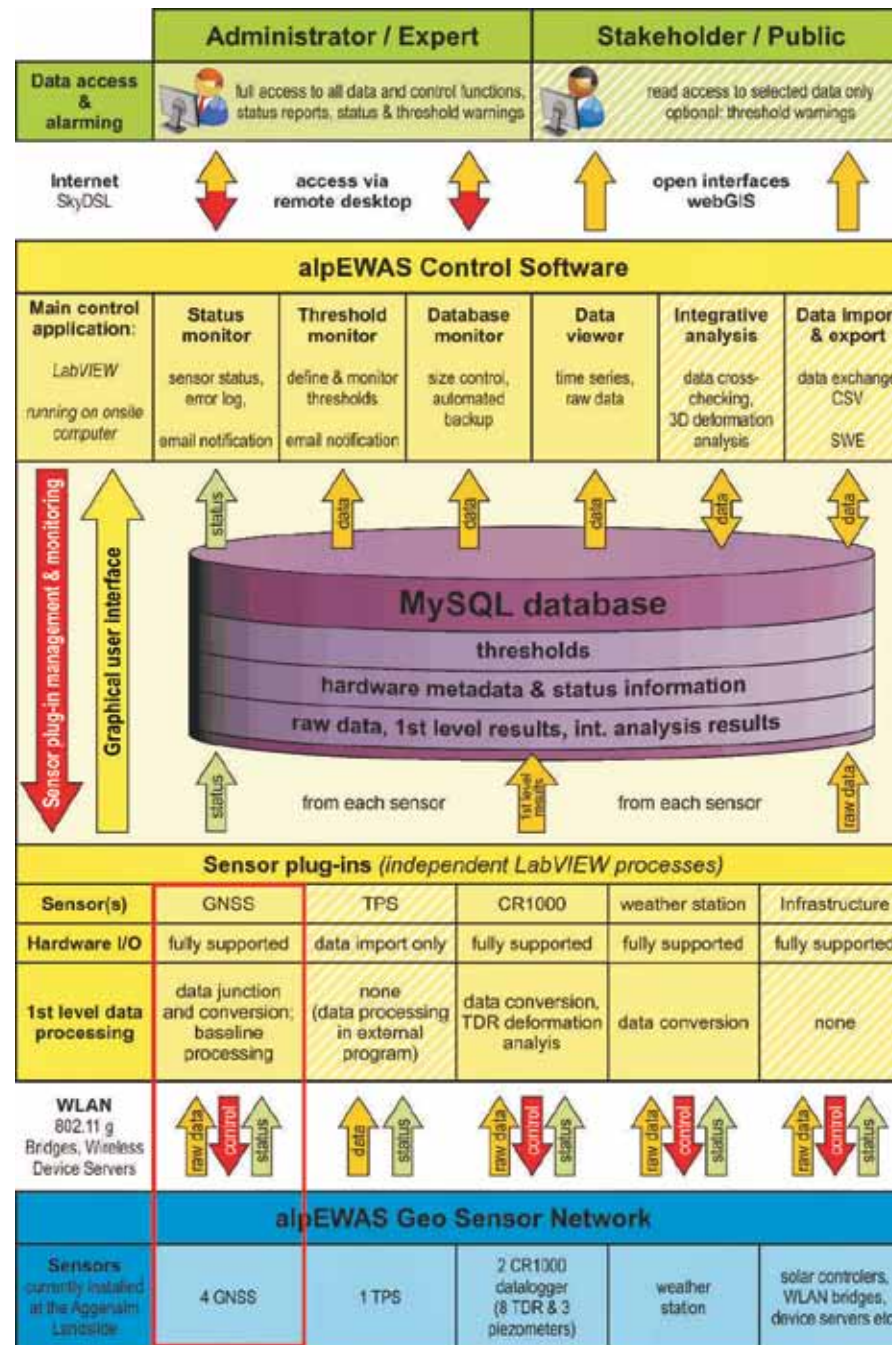 Administrator / Expert
Stakeholder / Public
Data access
&
alarming
full access to all data and control functions,
status reports, status & threshold warnings
read access to selected data only
optional: threshold warnings
Internet
SkyDSL
access via
remote desktop
open interfaces
webGIS
alpEWAS Control Software
Main control
application:
LabVIEW
running on onsite
computer
Status
monitor
sensor status,
error log,
email notification
Threshold
monitor
define & monitor
thresholds
email notification
Database
monitor
size control,
automated
backup
Data
viewer
time series,
raw data
Integrative
analysis
data cross-
checking,
3D deformation
analysis
Data impor
& export
data exchange
CSV
SWE
Sensor plug-in management & monitoring
Graphical user interface
status
data
data
data
data
data
MySQL database
thresholds
hardware metadata & status information
raw data, 1st level results, int. analysis results
status
from each sensor
1st level
results
from each sensor
raw data
Sensor plug-ins (independent LabVIEW processes)
Sensor(s)
GNSS
TPS
CR1000
weather station
Infrastructure
Hardware I/O
fully supported
data import only
fully supported
fully supported
fully supported
1st level data
processing
data junction
and conversion;
baseline
processing
none
(data processing
in external
program)
data conversion,
TDR deformation
analyis
data conversion
none
WLAN
802.11 g
Bridges, Wireless
Device Servers
raw data
control
status
data
status
raw data
control
status
raw data
control
status
raw data
control
status
alpEWAS Geo Sensor Network
Sensors
currently installed
at the Aggenalm
Landslide
4 GNSS
1 TPS
2 CR1000
datalogger
(8 TDR & 3
piezometers)
weather
station
solar controlers,
WLAN bridges,
device servers etc